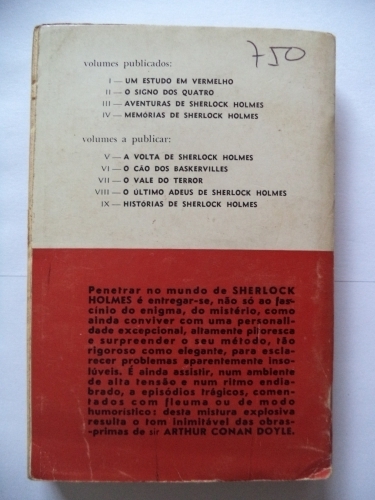 750
volumes publicados:
I — UM ESTUDO EM VERMELHO
II — O SIGNO DOS QUATRO
III — AVENTURAS DE SHERLOCK HOLMES
IV — MEMÓRIAS DE SHERLOCK HOLMES
volumes a publicar:
V — A VOLTA DE SHERLOCK HOLMES
VI — O CÃO DOS BASKERVILLES
VII — O VALE DO TERROR
VIII — O ÚLTIMO ADEUS DE SHERLOCK HOLMES
IX — HISTÓRIAS DE SHERLOCK HOLMES
Penetrar no mundo de SHERLOCK
HOLMES é entregar-se, não só ao fas-
cínio do enigma, do mistério, como
ainda conviver com uma personali-
dade excepcional, altamente pitoresca
e surpreender o seu método, tão
rigoroso como elegante, para escla-
recer problemas aparentemente inso-
lúveis. É ainda assistir, num ambiente
de alta tensão e num ritmo endia-
brado, a episódios trágicos, comen-
tados com fleuma ou de modo
humorístico: desta mistura explosiva
resulta o tom inimitável das obras-
-primas de sir ARTHUR CONAN DOYLE.